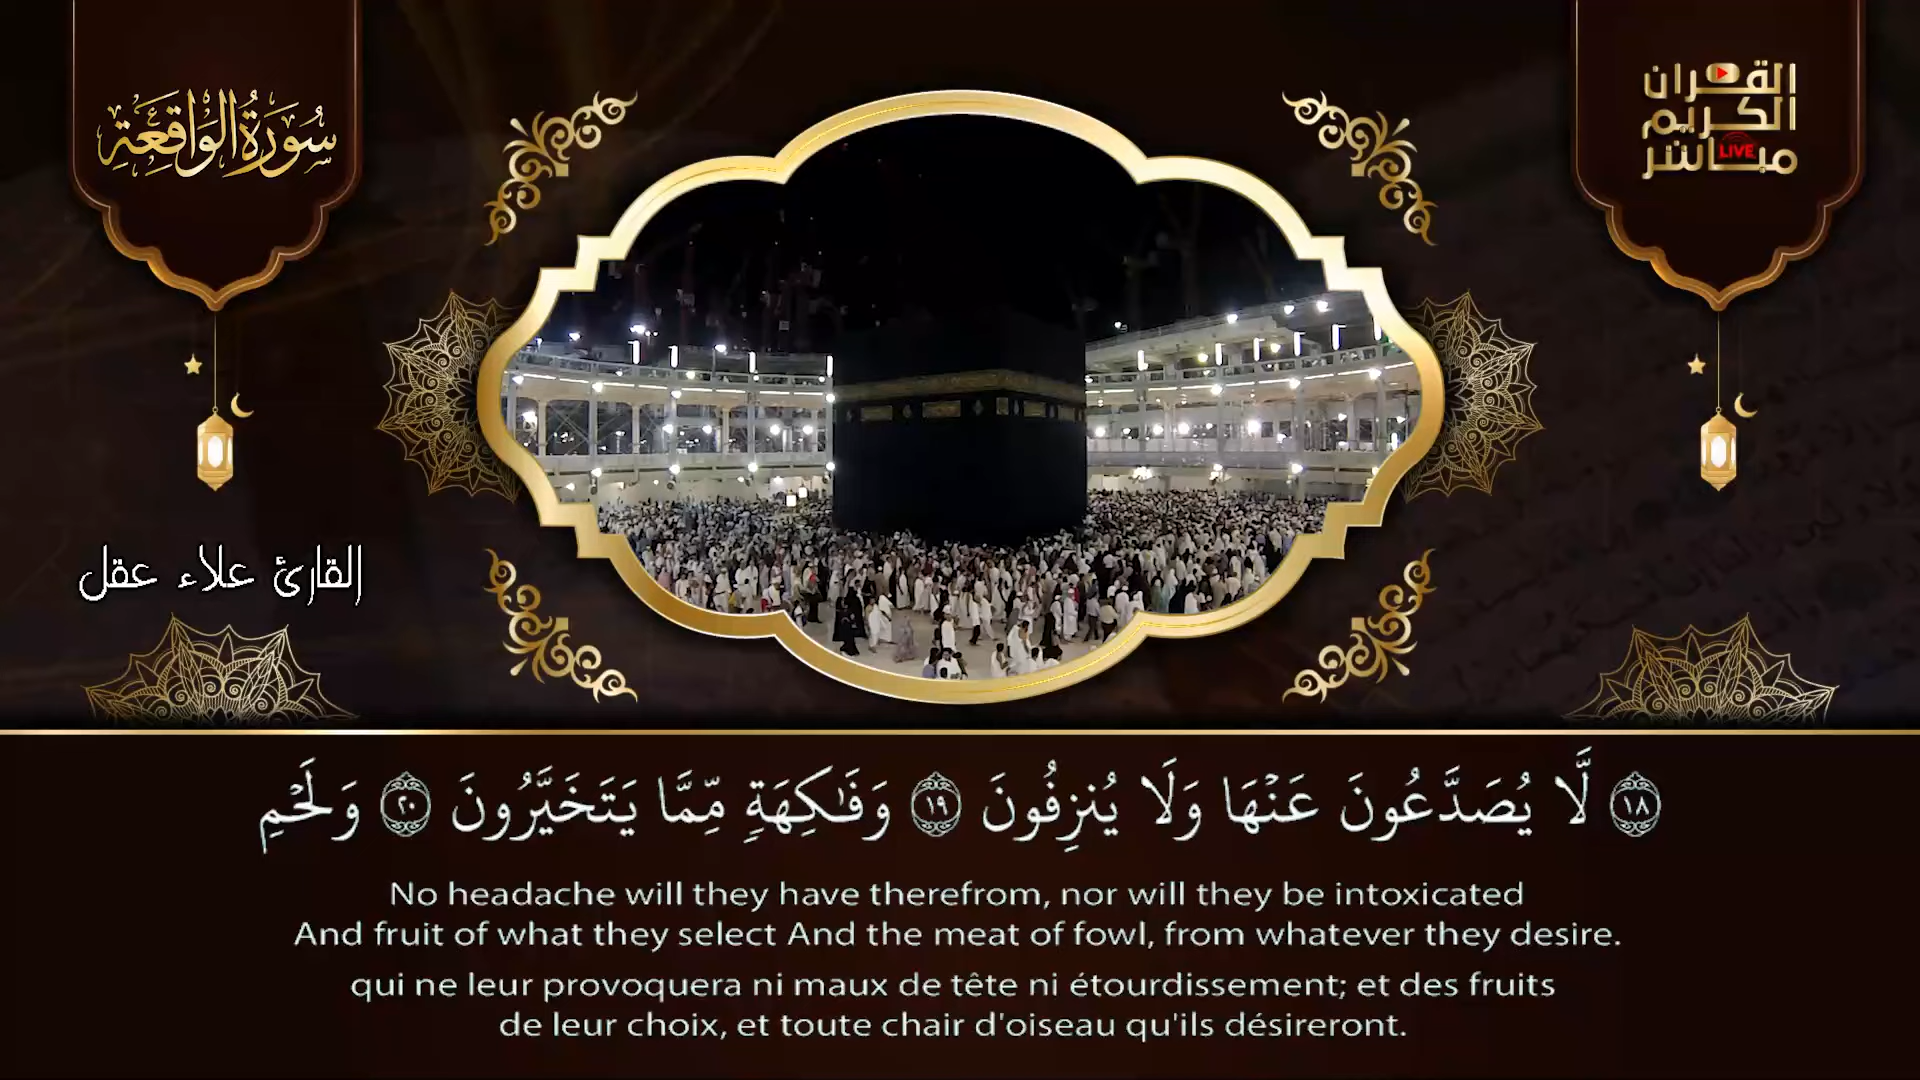 سُورَةُ الوَاقِعَةِ
القرآن
الكريم
مباشر
LIVE
القارئ علاء عقل
١٨ لَّا يُصَدَّعُونَ عَنْهَا وَلَا يُنزِفُونَ ١٩ وَفَٰكِهَةٍ مِّمَّا يَتَخَيَّرُونَ ٢٠ وَلَحْمِ
No headache will they have therefrom, nor will they be intoxicated
And fruit of what they select And the meat of fowl, from whatever they desire.
qui ne leur provoquera ni maux de tête ni étourdissement; et des fruits
de leur choix, et toute chair d'oiseau qu'ils désireront.